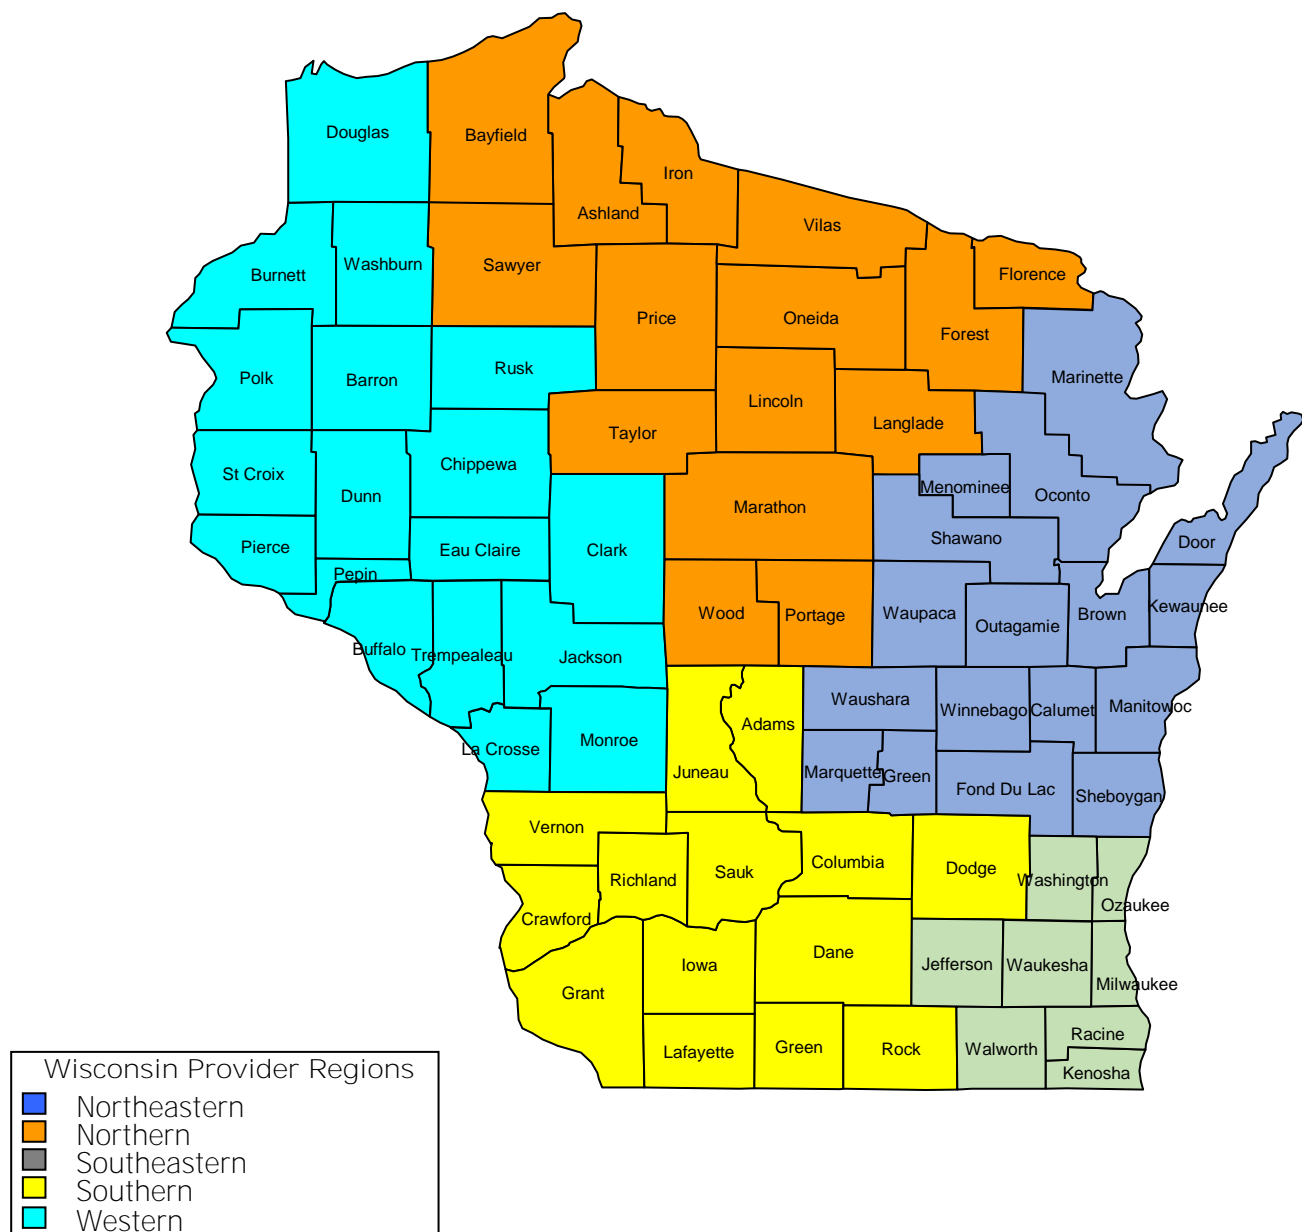 Douglas
Bayfield
Iron
Ashland
Vilas
Burnett
Washburn
Sawyer
Florence
Price
Oneida
Forest
Polk
Barron
Rusk
Marinette
Lincoln
Langlade
Taylor
St Croix
Chippewa
Dunn
Menominee
Oconto
Marathon
Shawano
Pierce
Eau Claire
Clark
Door
Pepin
Wood
Portage
Waupaca
Outagamie
Brown
Kewaunee
Buffalo
Trempealeau
Jackson
Waushara
Winnebago
Calumet
Manitowoc
Adams
La Crosse
Monroe
Juneau
Marquette
Green
Fond Du Lac
Sheboygan
Vernon
Richland
Sauk
Columbia
Dodge
Washington
Ozaukee
Crawford
Iowa
Dane
Jefferson
Waukesha
Milwaukee
Grant
Lafayette
Green
Rock
Walworth
Racine
Kenosha
Wisconsin Provider Regions
Northeastern
Northern
Southeastern
Southern
Western